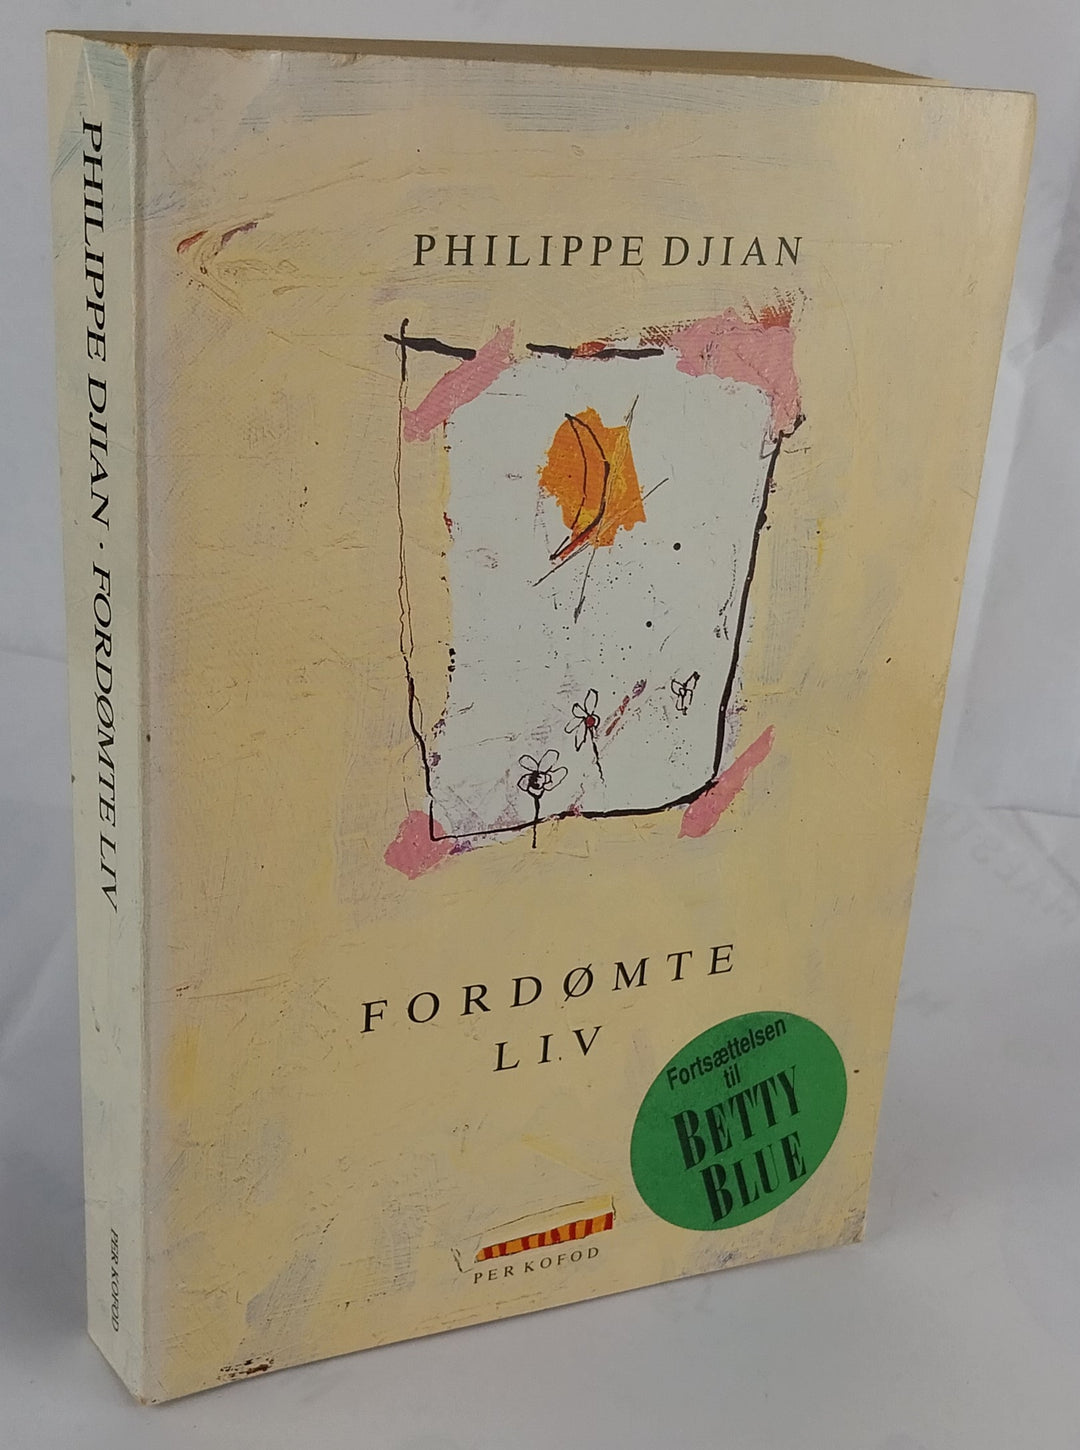 PHILIPPE DJIAN · FORDØMTE LIV
PER KOFOD
PHILIPPE DJIAN
FORDØMTE
LIV
Fortsættelsen
til
BETTY
BLUE
PER KOFOD